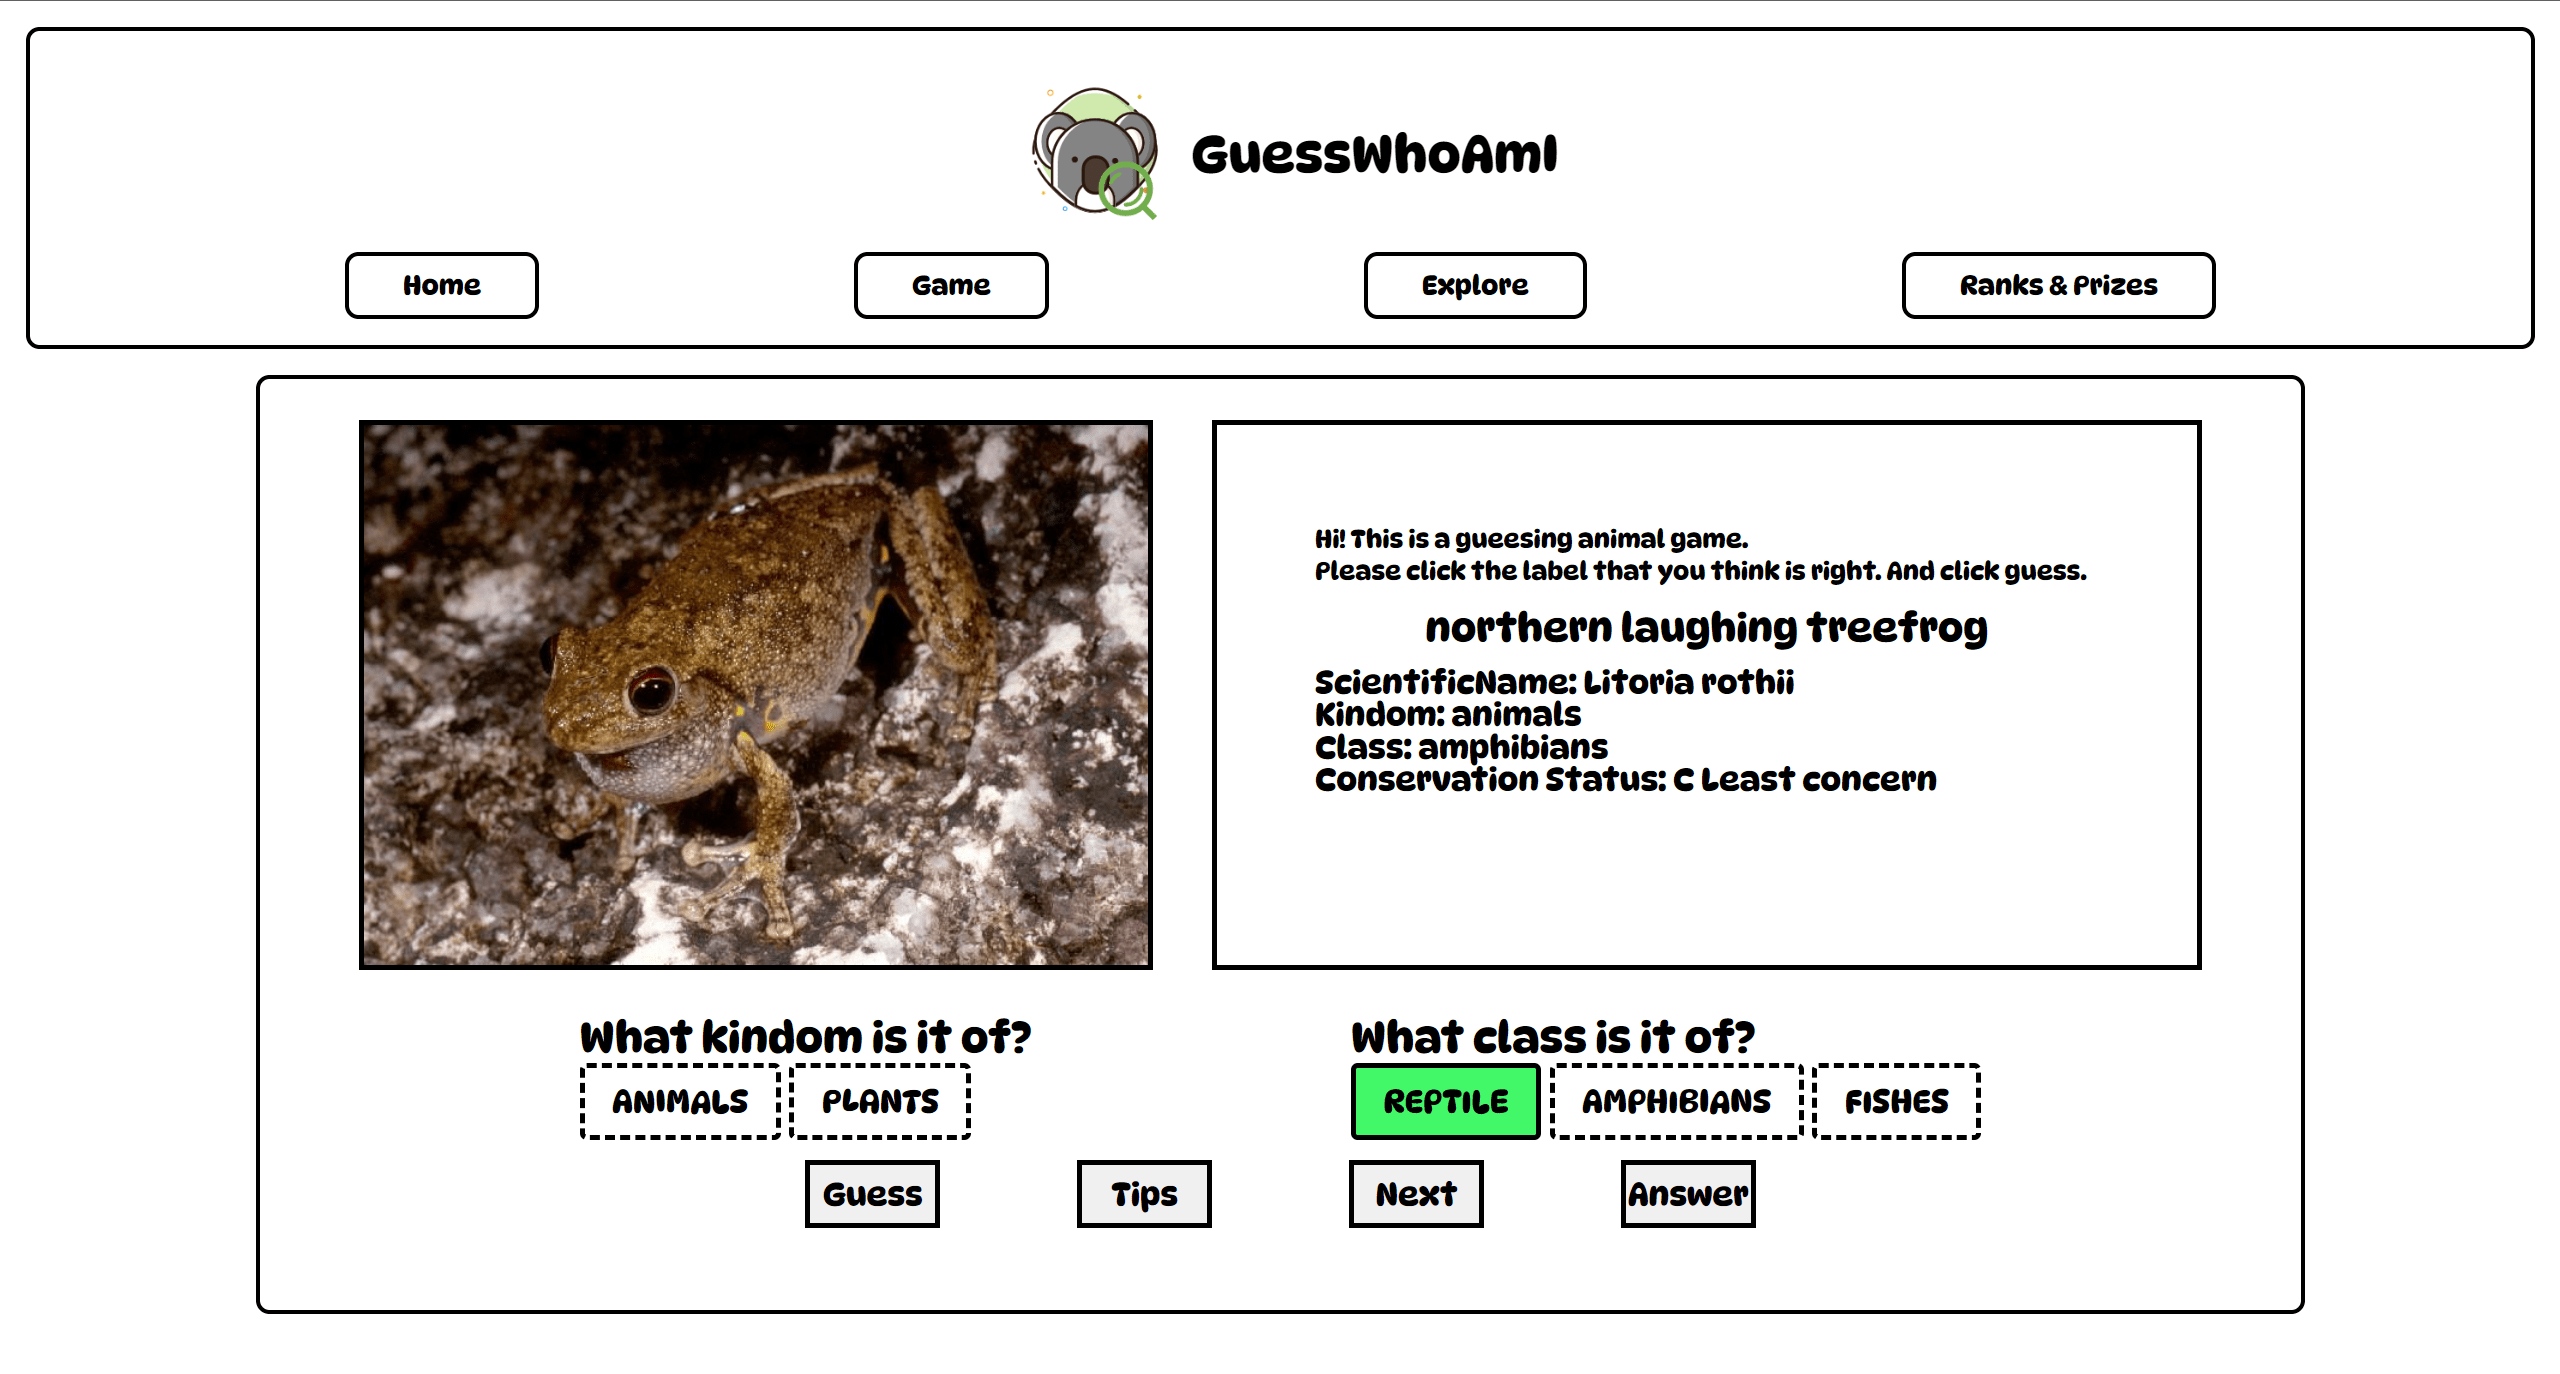 GuessWhoAmI
Home
Game
Explore
Ranks & Prizes
Hi! This is a gueesing animal game.
Please click the label that you think is right. And click guess.
northern laughing treefrog
ScientificName: Litoria rothii
Kindom: animals
Class: amphibians
Conservation Status: C Least concern
What kindom is it of?
ANIMALS
PLANTS
What class is it of?
REPTILE
AMPHIBIANS
FISHES
Guess
Tips
Next
Answer